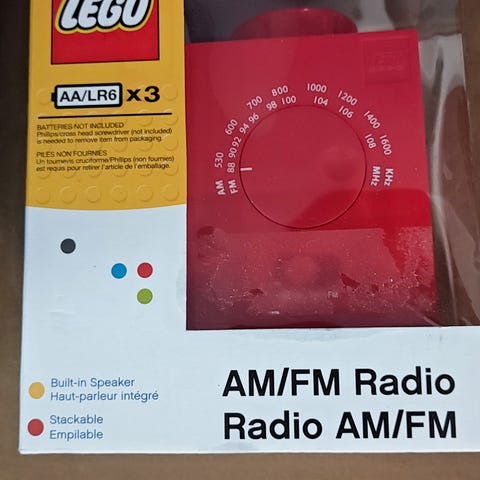 LEGO
AA/LR6 x3
BATTERIES NOT INCLUDED
Phillips/cross head screwdriver (not included)
is needed to remove item from packaging.
PILES NON FOURNIES
Un tournevis cruciforme/Phillips (non fournies)
est requis pour retirer l'article de l'emballage.
AM 530 600 700 800 1000 1200 1400 1600 KHz
FM 88 90 92 94 96 98 100 104 106 108 MHz
FM
Built-in Speaker
Haut-parleur intégré
Stackable
Empilable
AM/FM Radio
Radio AM/FM